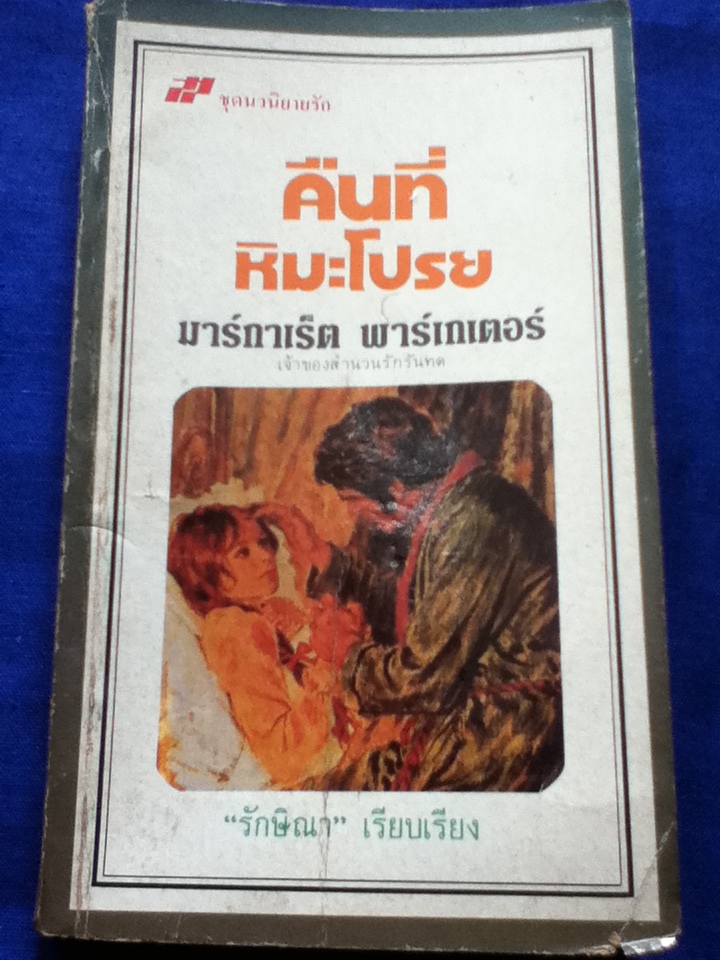 ชุดนวนิยายรัก
คืนที่
หิมะโปรย
มาร์กาเร็ต พาร์เกเตอร์
เจ้าของสำนวนรักรันทด
“รักษิณา” เรียบเรียง